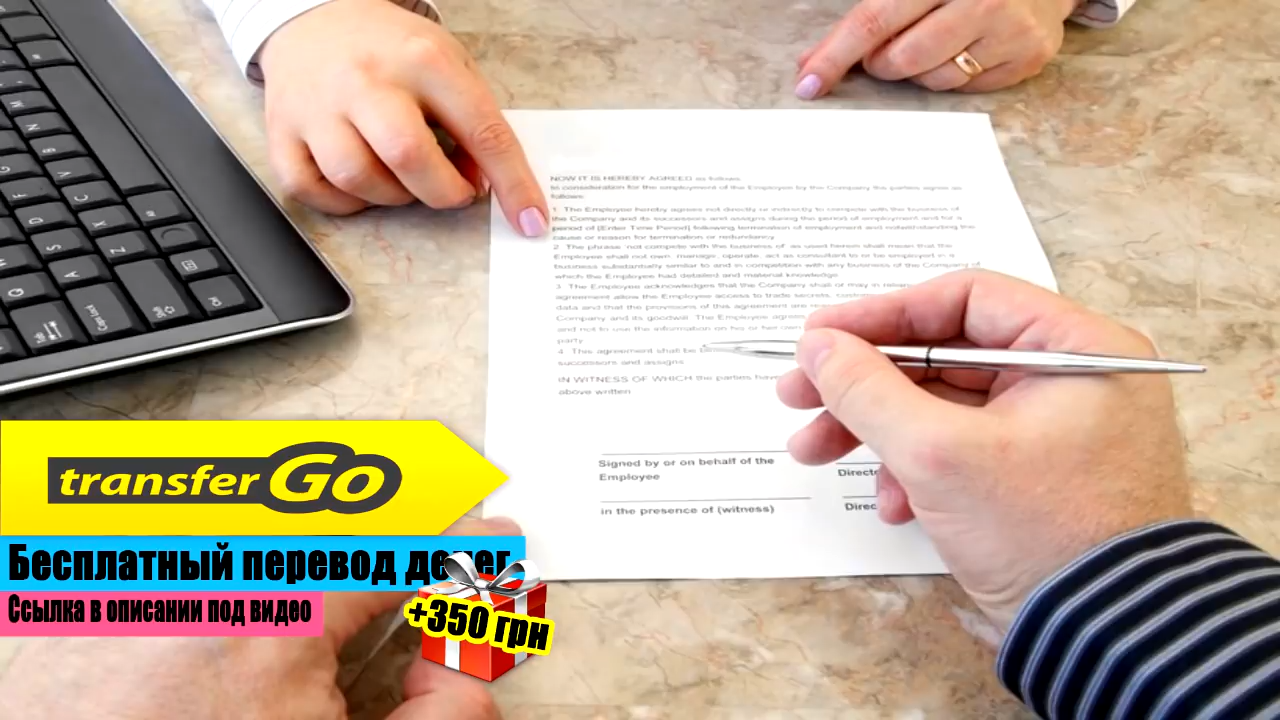 NOW IT IS HEREBY AGREED as follows:
In consideration for the employment of the Employee by the Company the parties agree as
follows:
1 The Employee hereby agrees not directly or indirectly to compete with the business of
the Company and its successors and assigns during the period of employment and for a
period of [Enter Time Period] following termination of employment and notwithstanding the
cause or reason for termination or redundancy
2 The phrase 'not compete with the business of' as used herein shall mean that the
Employee shall not own, manage, operate, act as consultant to or be employed in a
business substantially similar to and in competition with any business of the Company of
which the Employee had detailed and material knowledge
3 The Employee acknowledges that the Company shall or may in
agreement allow the Employee access to trade secrets,
data and that the provisions of this agreement are
Company and its goodwill. The Employee agrees
and not to use the information on his or her own
party
4 This agreement shall be
successors and assigns
IN WITNESS OF WHICH the parties have
above written
Signed by or on behalf of the
Employee
in the presence of (witness)
Direc
Direc
transferGo
Бесплатный перевод денег
Ссылка в описании под видео
+350 грн
M
N
B
V
C
X
Z
D
S
A
Q
Caps Lock
Ctrl